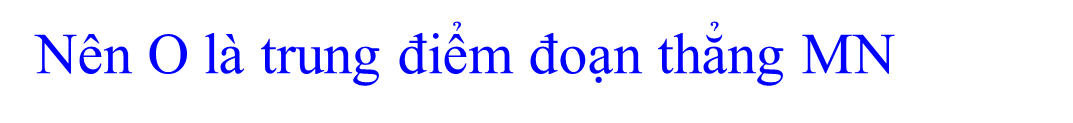 Nên O là trung điểm đoạn thẳng MN